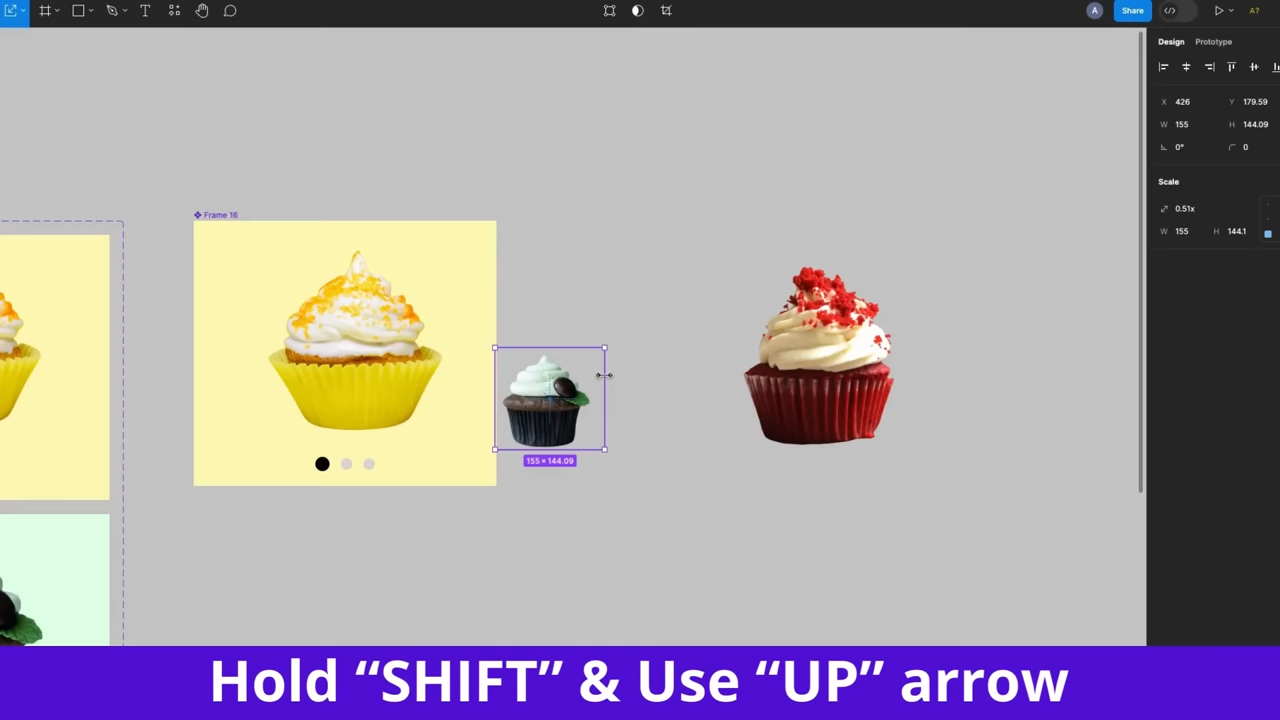 A
Share
A?
Design Prototype
X 426 Y 179.59
W 155 H 144.09
0° 0
Scale
0.51x
W 155 H 144.1
Frame 16
155 × 144.09
Hold “SHIFT” & Use “UP” arrow